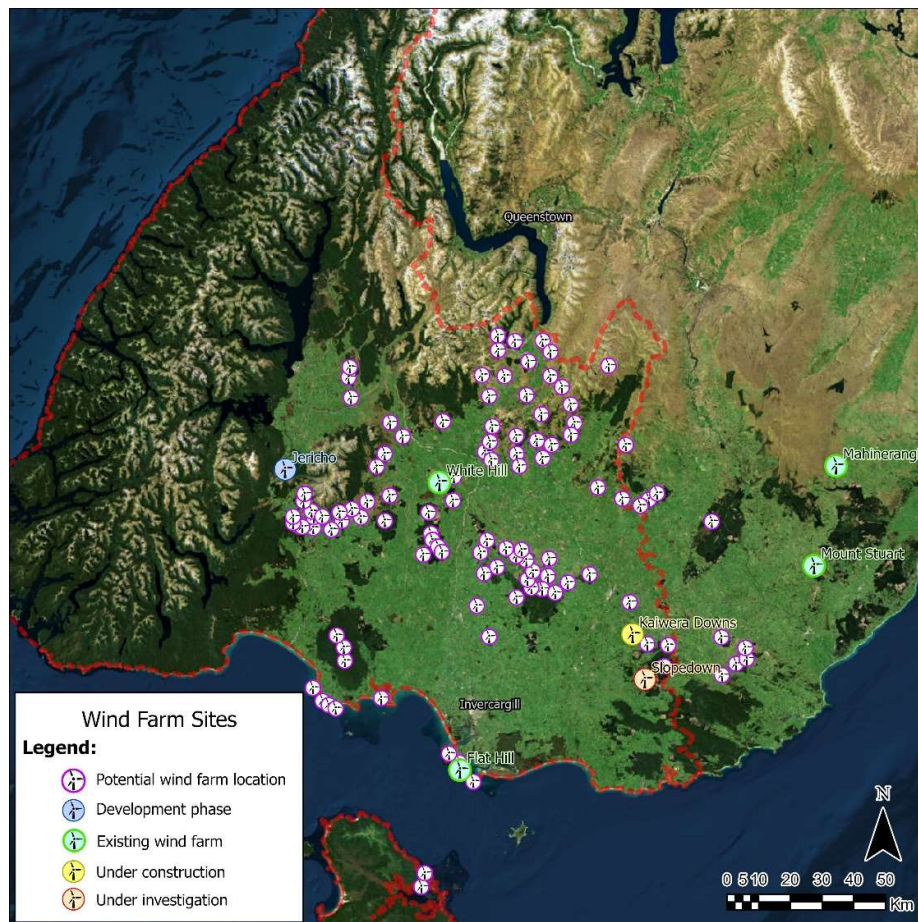 Queenstown
Jericho
White Hill
Mahinerang
Mount Stuart
Kaiwera Downs
Slopedown
Invercargill
Flat Hill
Wind Farm Sites
Legend:
Potential wind farm location
Development phase
Existing wind farm
Under construction
Under investigation
N
0 5 10 20 30 40 50
Km